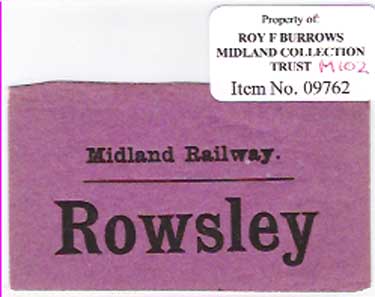 Property of:
ROY F BURROWS
MIDLAND COLLECTION
TRUST M102
Item No. 09762
Midland Railway.
Rowsley